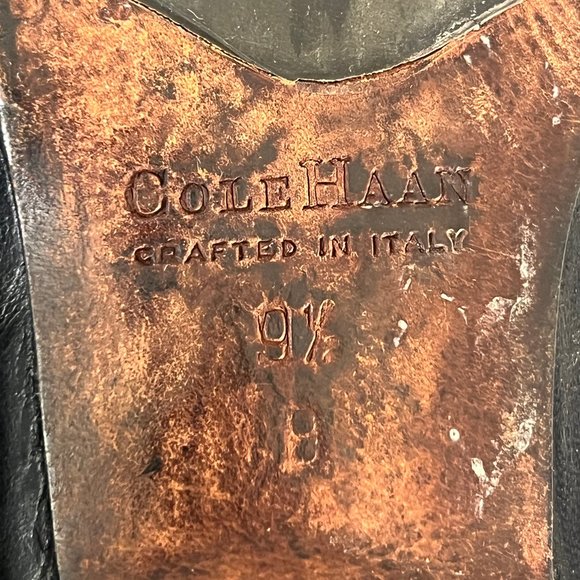 COLE HAAN
CRAFTED IN ITALY
9½
B